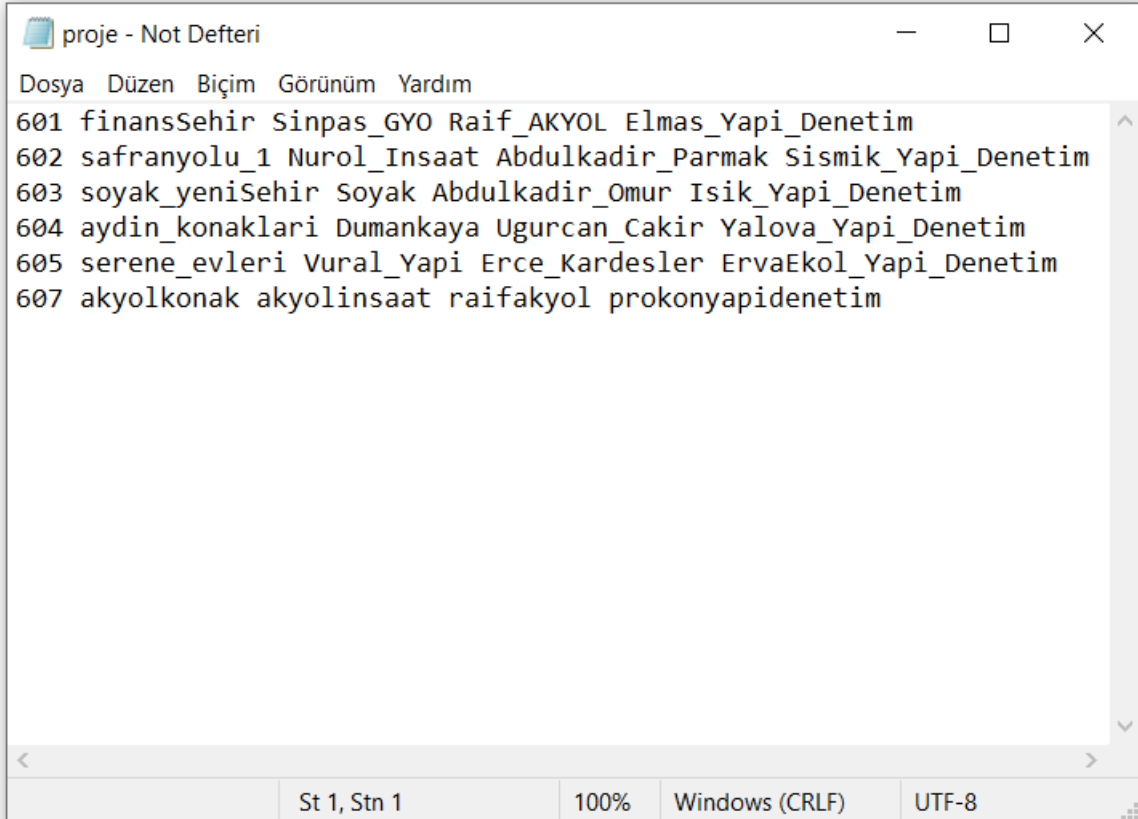 proje - Not Defteri
Dosya Düzen Biçim Görünüm Yardım
601 finansSehir Sinpas_GYO Raif_AKYOL Elmas_Yapi_Denetim
602 safranyolu_1 Nurol_Insaat Abdulkadir_Parmak Sismik_Yapi_Denetim
603 soyak_yeniSehir Soyak Abdulkadir_Omur Isik_Yapi_Denetim
604 aydin_konaklari Dumankaya Ugurcan_Cakir Yalova_Yapi_Denetim
605 serene_evleri Vural_Yapi Erce_Kardesler ErvaEkol_Yapi_Denetim
607 akyolkonak akyolinsaat raifakyol prokonyapidenetim
St 1, Stn 1 100% Windows (CRLF) UTF-8